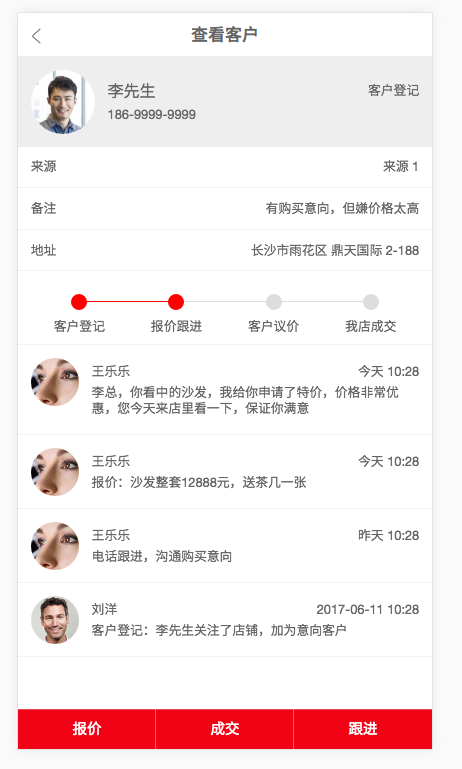 查看客户
李先生
客户登记
186-9999-9999
来源
来源 1
备注
有购买意向，但嫌价格太高
地址
长沙市雨花区 鼎天国际 2-188
客户登记
报价跟进
客户议价
我店成交
王乐乐
今天 10:28
李总，你看中的沙发，我给你申请了特价，价格非常优
惠，您今天来店里看一下，保证你满意
王乐乐
今天 10:28
报价：沙发整套12888元，送茶几一张
王乐乐
昨天 10:28
电话跟进，沟通购买意向
刘洋
2017-06-11 10:28
客户登记：李先生关注了店铺，加为意向客户
报价
成交
跟进